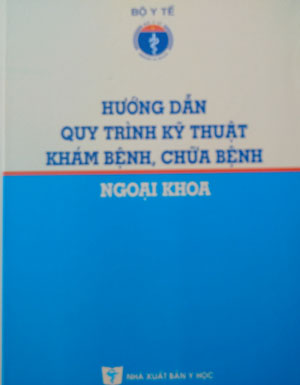 BỘ Y TẾ
HƯỚNG DẪN
QUY TRÌNH KỸ THUẬT
KHÁM BỆNH, CHỮA BỆNH
NGOẠI KHOA
NHÀ XUẤT BẢN Y HỌC